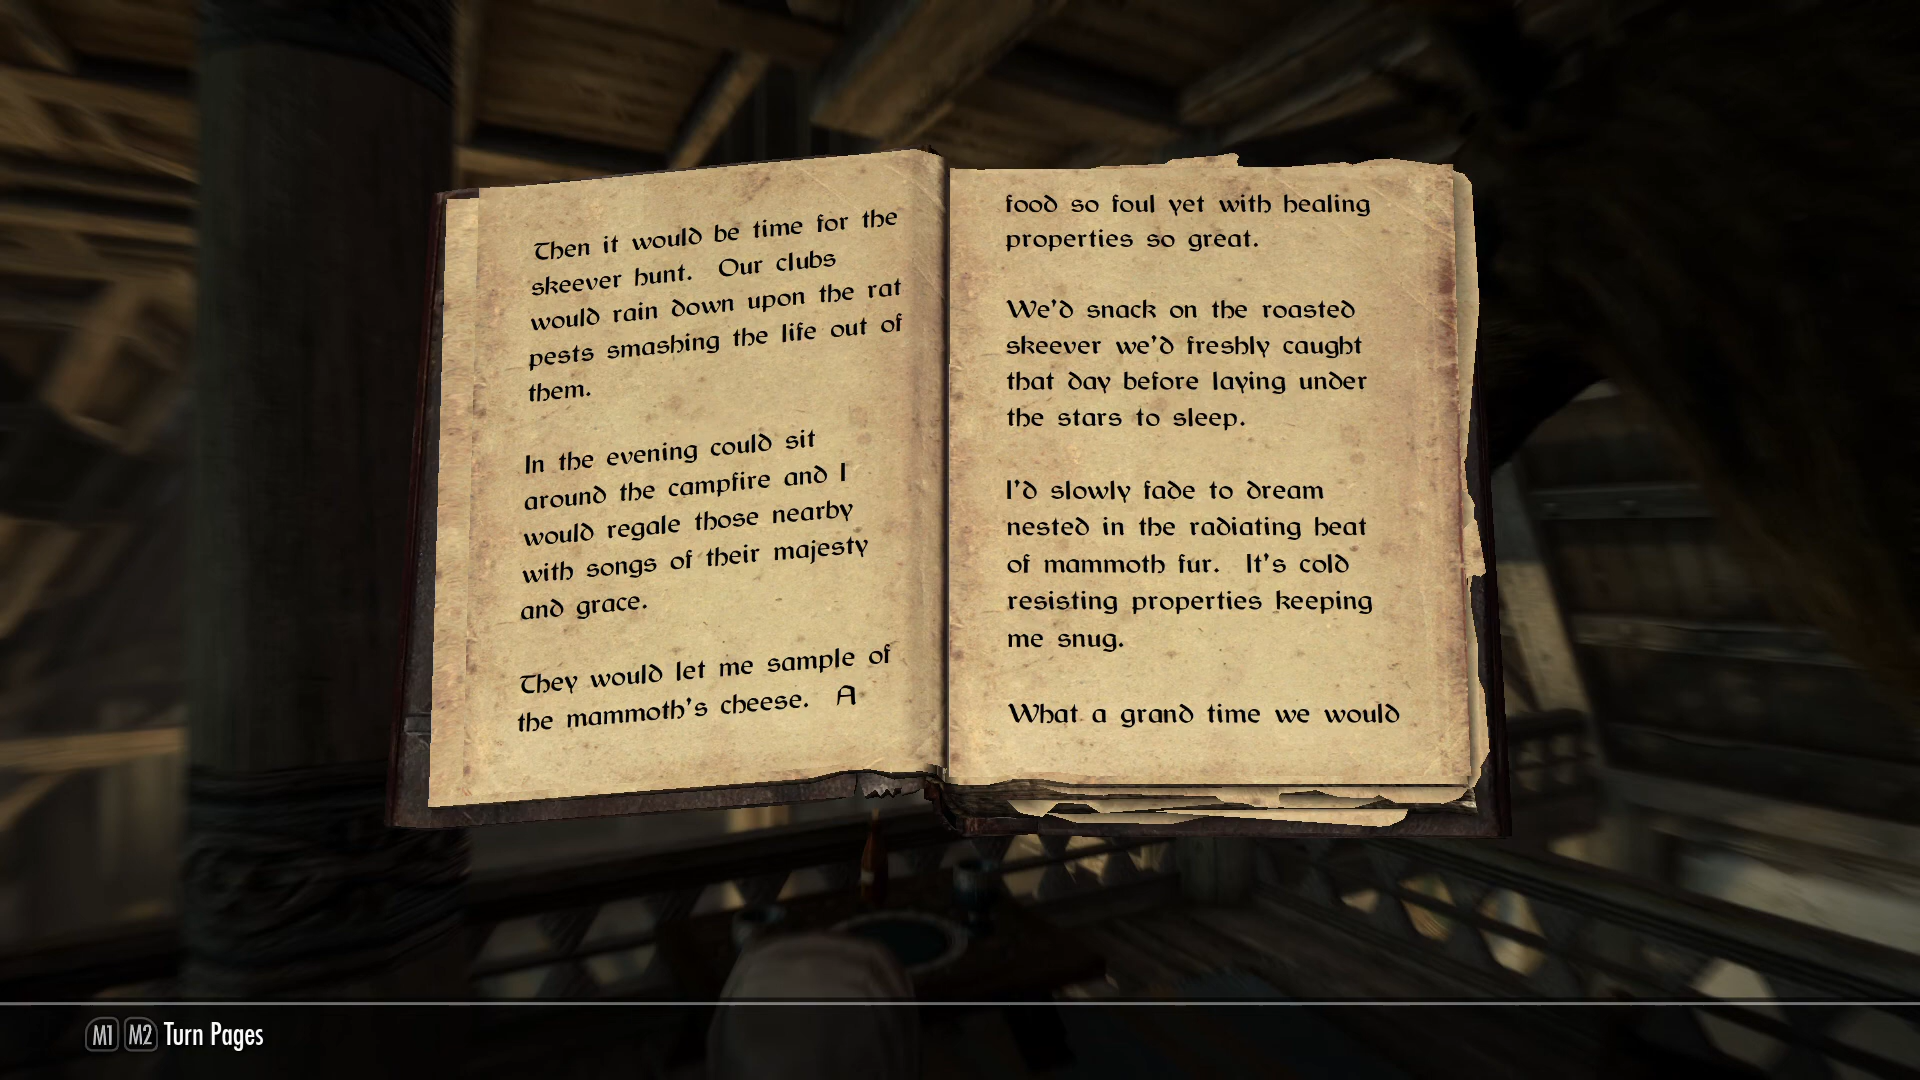 Then it would be time for the
skeever hunt.  Our clubs
would rain down upon the rat
pests smashing the life out of
them.
In the evening could sit
around the campfire and I
would regale those nearby
with songs of their majesty
and grace.
They would let me sample of
the mammoth's cheese.  A
food so foul yet with healing
properties so great.
We'd snack on the roasted
skeever we'd freshly caught
that day before laying under
the stars to sleep.
I'd slowly fade to dream
nested in the radiating heat
of mammoth fur.  It's cold
resisting properties keeping
me snug.
What a grand time we would
M1 M2 Turn Pages